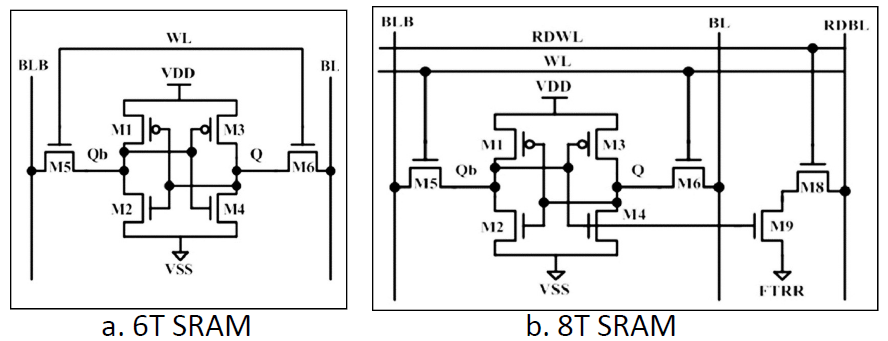 WL
BLB
BL
VDD
M1
M3
Qb
Q
M5
M6
M2
M4
VSS
a. 6T SRAM
BLB
BL
RDBL
RDWL
WL
VDD
M1
M3
Qb
Q
M5
M6
M8
M2
M4
M9
VSS
FTRR
b. 8T SRAM